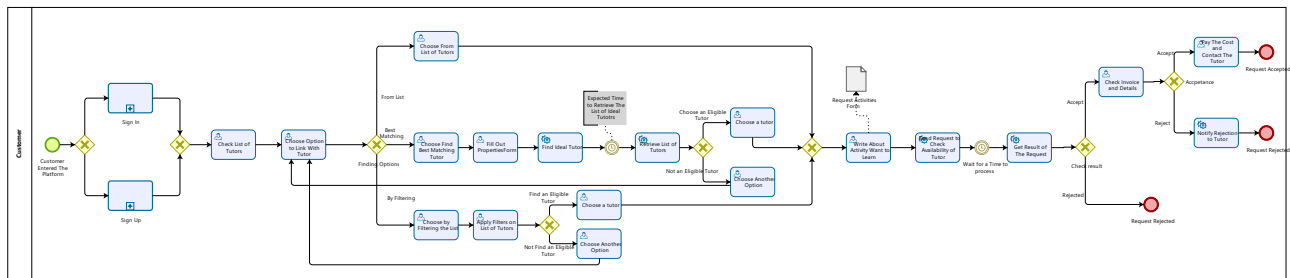 Customer
Customer
Entered The
Platform
Sign In
Sign Up
Check List of
Tutors
Choose Option
to Link With
Tutor
Finding Options
From List
Best
Matching
By Filtering
Choose From
List of Tutors
Choose Find
Best Matching
Tutor
Fill Out
PropertiesForm
Find Ideal Tutor
Expected Time
to Retrieve The
List of Ideal
Tutotrs
Retrieve List of
Tutors
Choose an Eligible
Tutor
Not an Eligible Tutor
Choose a tutor
Choose Another
Option
Choose by
Filtering the List
Apply Filters on
List of Tutors
Find an Eligible
Tutor
Not Find an Eligible
Tutor
Choose a tutor
Choose Another
Option
Request Activities
Form
Write About
Activity Want to
Learn
Send Request to
Check
Availability of
Tutor
Wait for a Time to
process
Get Result of
The Request
Check result
Accept
Rejected
Request Rejected
Check Invoice
and Details
Accpetance
Accept
Reject
Pay The Cost
and
Contact The
Tutor
Request Accepted
Notify Rejection to
Tutor
Request Rejected